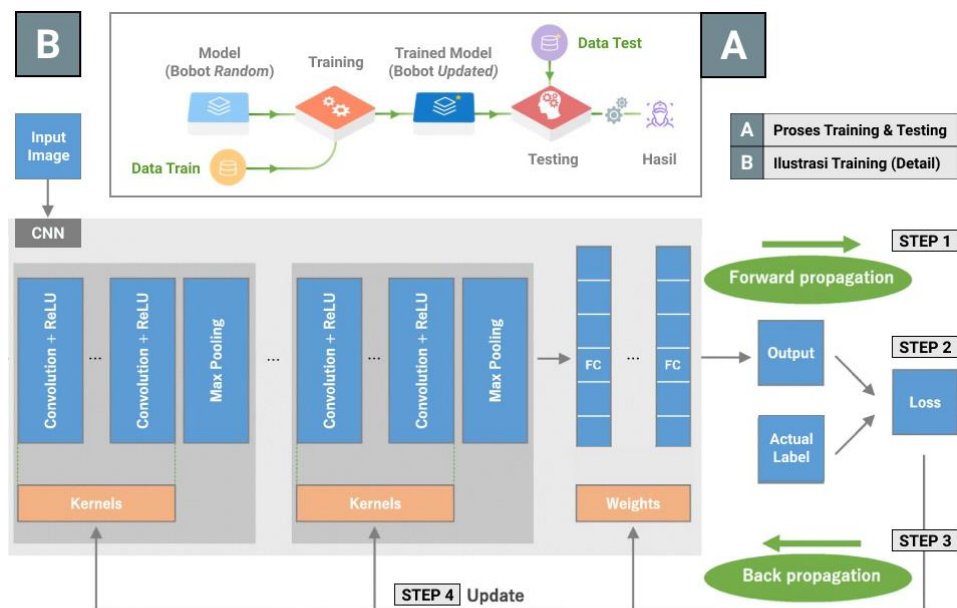 B
A
Model
(Bobot Random)
Training
Trained Model
(Bobot Updated)
Data Test
Data Train
Testing
Hasil
A Proses Training & Testing
B Ilustrasi Training (Detail)
Input
Image
CNN
Convolution + ReLU
...
Convolution + ReLU
Max Pooling
...
Convolution + ReLU
...
Convolution + ReLU
Max Pooling
FC
...
FC
Kernels
Kernels
Weights
STEP 1
Forward propagation
Output
Actual
Label
STEP 2
Loss
STEP 3
Back propagation
STEP 4 Update